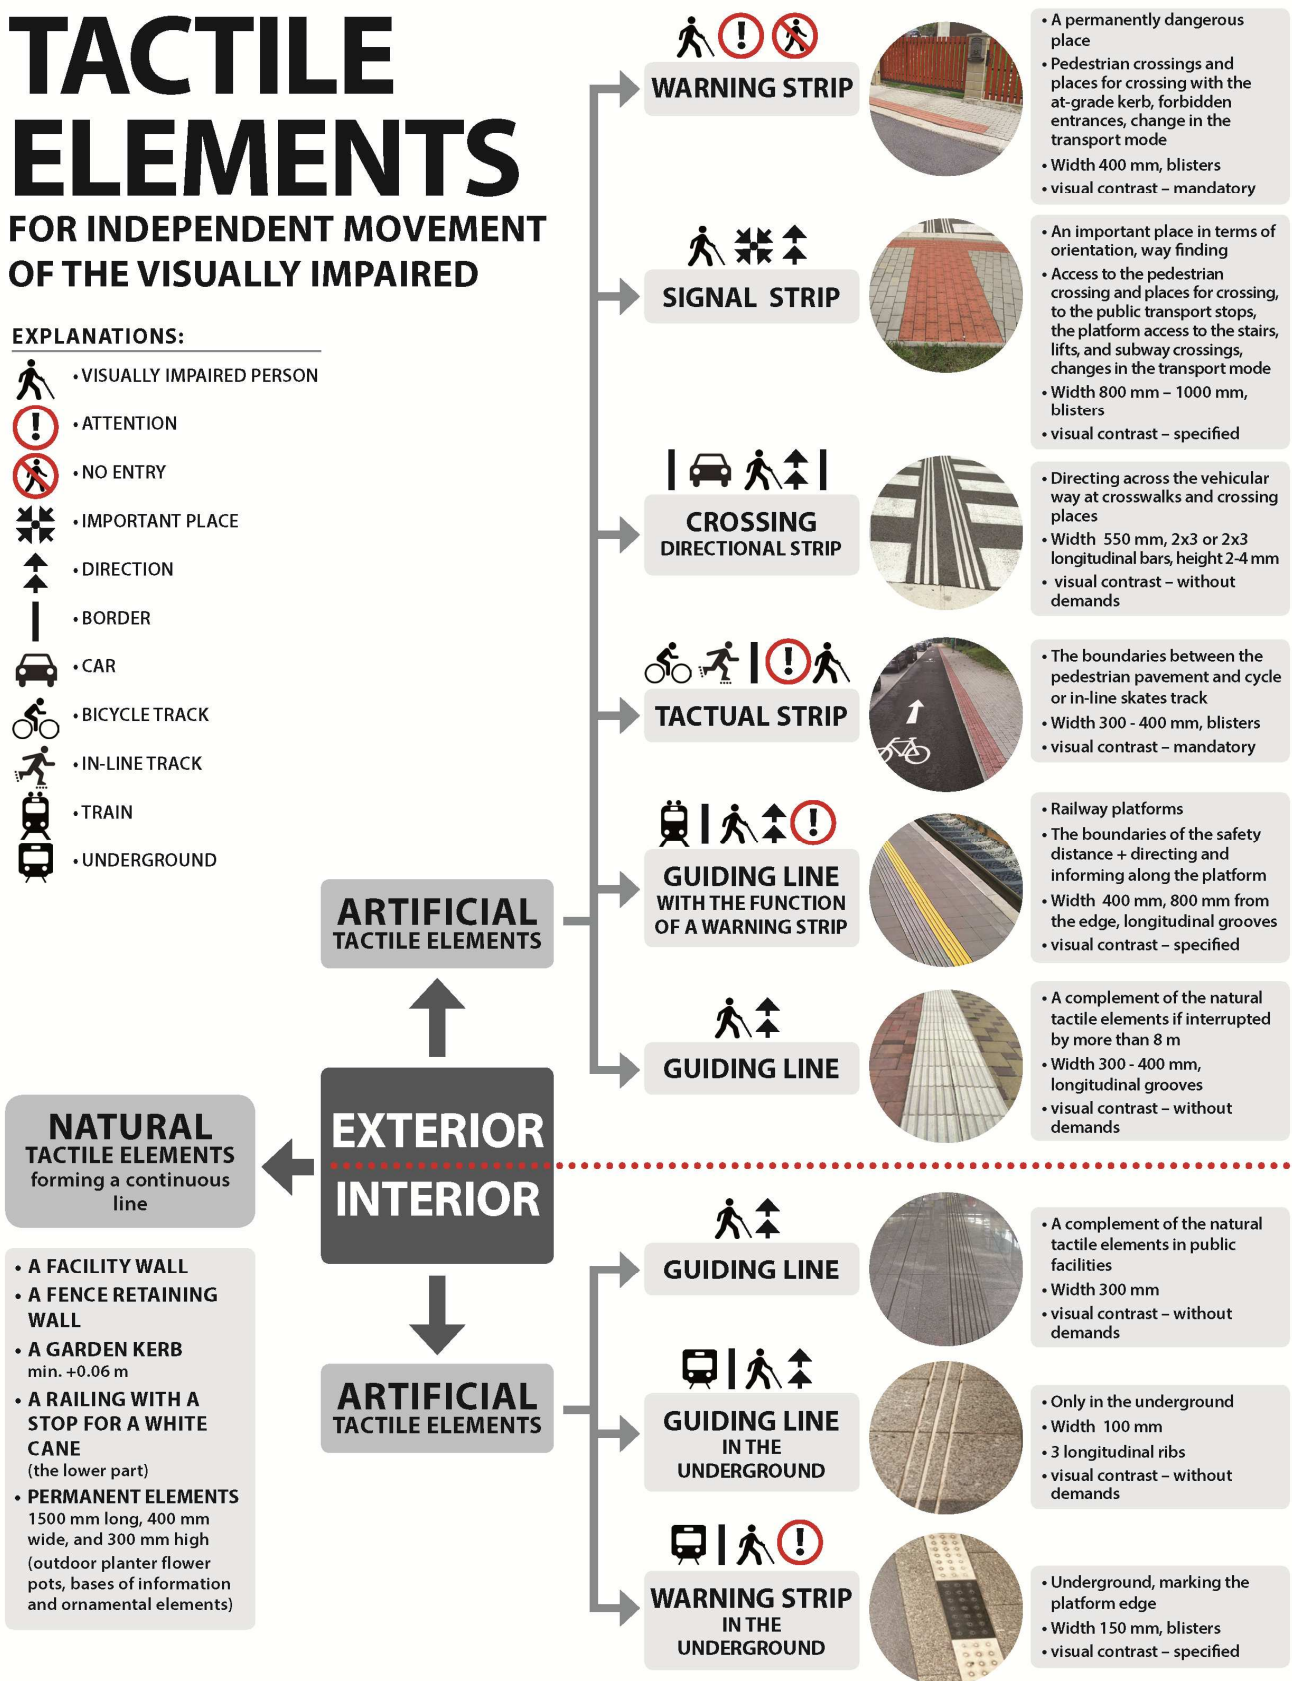 TACTILE
ELEMENTS
FOR INDEPENDENT MOVEMENT
OF THE VISUALLY IMPAIRED
EXPLANATIONS:
• VISUALLY IMPAIRED PERSON
• ATTENTION
• NO ENTRY
• IMPORTANT PLACE
• DIRECTION
• BORDER
• CAR
• BICYCLE TRACK
• IN-LINE TRACK
• TRAIN
• UNDERGROUND
EXTERIOR
INTERIOR
NATURAL
TACTILE ELEMENTS
forming a continuous
line
• A FACILITY WALL
• A FENCE RETAINING
WALL
• A GARDEN KERB
min. +0.06 m
• A RAILING WITH A
STOP FOR A WHITE
CANE
(the lower part)
• PERMANENT ELEMENTS
1500 mm long, 400 mm
wide, and 300 mm high
(outdoor planter flower
pots, bases of information
and ornamental elements)
ARTIFICIAL
TACTILE ELEMENTS
WARNING STRIP
• A permanently dangerous
place
• Pedestrian crossings and
places for crossing with the
at-grade kerb, forbidden
entrances, change in the
transport mode
• Width 400 mm, blisters
• visual contrast – mandatory
SIGNAL STRIP
• An important place in terms of
orientation, way finding
• Access to the pedestrian
crossing and places for crossing,
to the public transport stops,
the platform access to the stairs,
lifts, and subway crossings,
changes in the transport mode
• Width 800 mm – 1000 mm,
blisters
• visual contrast – specified
CROSSING
DIRECTIONAL STRIP
• Directing across the vehicular
way at crosswalks and crossing
places
• Width 550 mm, 2x3 or 2x3
longitudinal bars, height 2-4 mm
• visual contrast – without
demands
TACTUAL STRIP
• The boundaries between the
pedestrian pavement and cycle
or in-line skates track
• Width 300 - 400 mm, blisters
• visual contrast – mandatory
GUIDING LINE
WITH THE FUNCTION
OF A WARNING STRIP
• Railway platforms
• The boundaries of the safety
distance + directing and
informing along the platform
• Width 400 mm, 800 mm from
the edge, longitudinal grooves
• visual contrast – specified
GUIDING LINE
• A complement of the natural
tactile elements if interrupted
by more than 8 m
• Width 300 - 400 mm,
longitudinal grooves
• visual contrast – without
demands
ARTIFICIAL
TACTILE ELEMENTS
GUIDING LINE
• A complement of the natural
tactile elements in public
facilities
• Width 300 mm
• visual contrast – without
demands
GUIDING LINE
IN THE
UNDERGROUND
• Only in the underground
• Width 100 mm
• 3 longitudinal ribs
• visual contrast – without
demands
WARNING STRIP
IN THE
UNDERGROUND
• Underground, marking the
platform edge
• Width 150 mm, blisters
• visual contrast – specified